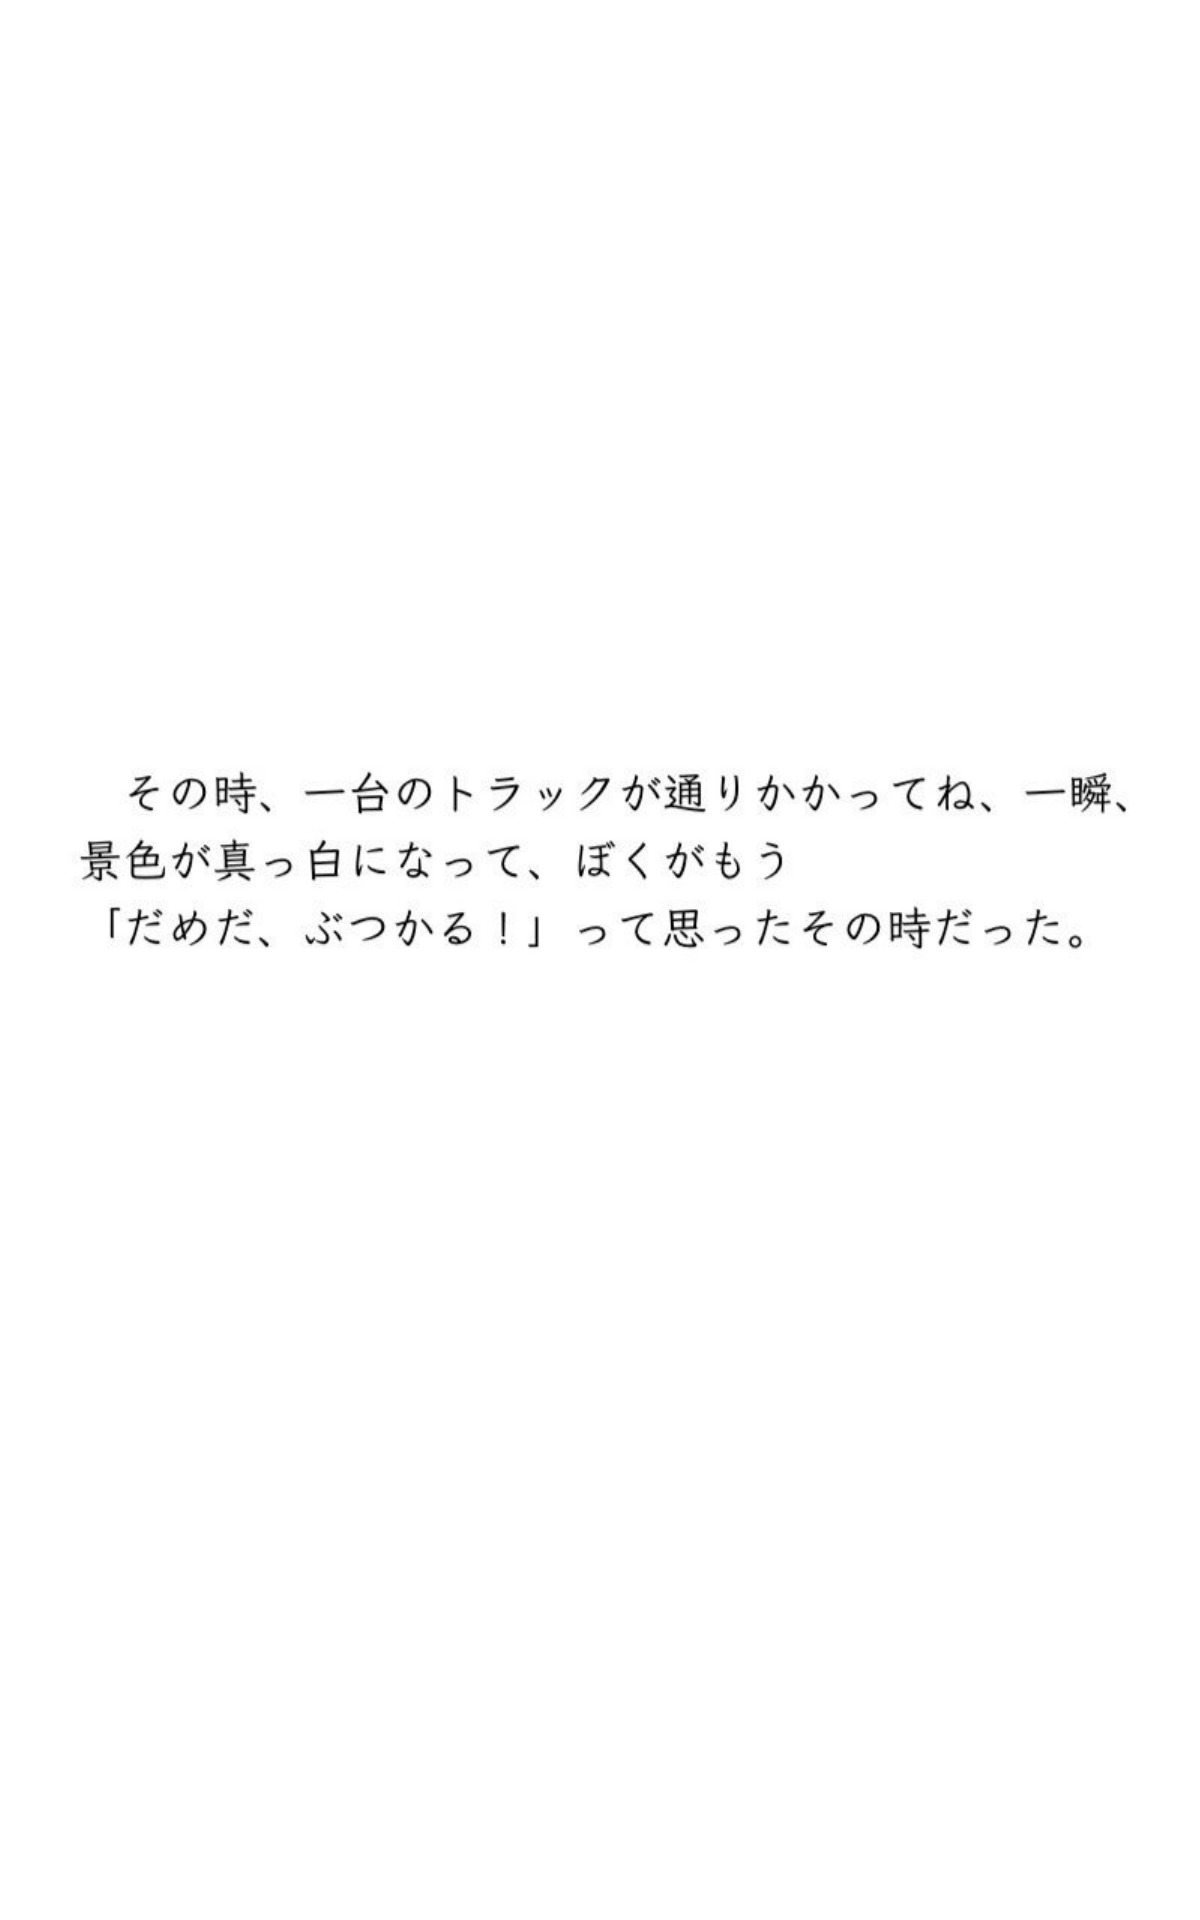 その時、一台のトラックが通りかかってね、一瞬、
景色が真っ白になって、ぼくがもう
「だめだ、ぶつかる！」って思ったその時だった。